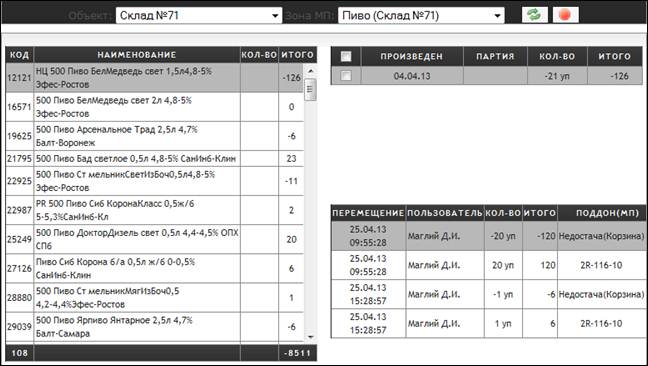 Объект: Склад №71 Зона МП: Пиво (Склад №71)
КОД НАИМЕНОВАНИЕ КОЛ-ВО ИТОГО
12121 НЦ 500 Пиво БелМедведь свет 1,5л4,8-5% Эфес-Ростов -126
16571 500 Пиво БелМедведь свет 2л 4,8-5% Эфес-Ростов 0
19625 500 Пиво Арсенальное Трад 2,5л 4,7% Балт-Воронеж -6
21795 500 Пиво Бад светлое 0,5л 4,8-5% СанИнб-Клин 23
22925 500 Пиво Ст мельникСветИзБоч0,5л4,8-5% Эфес-Ростов -11
22987 PR 500 Пиво Сиб КоронаКласс 0,5ж/б 5-5,3%СанИнб-Кл 2
25249 500 Пиво ДокторДизель свет 0,5л 4,4-4,5% ОПХ СПб 20
27126 Пиво Сиб Корона б/а 0,5л ж/б 0-0,5% СанИнб-Клин 6
28880 500 Пиво Ст мельникМягИзБоч0,5 4,2-4,4%Эфес-Ростов 1
29039 500 Пиво Ярпиво Янтарное 2,5л 4,7% Балт-Самара -6
108 -8511
ПРОИЗВЕДЕН ПАРТИЯ КОЛ-ВО ИТОГО
04.04.13 -21 уп -126
ПЕРЕМЕЩЕНИЕ ПОЛЬЗОВАТЕЛЬ КОЛ-ВО ИТОГО ПОДДОН(МП)
25.04.13 09:55:28 Маглий Д.И. -20 уп -120 Недостача(Корзина)
25.04.13 09:55:28 Маглий Д.И. 20 уп 120 2R-116-10
25.04.13 15:28:57 Маглий Д.И. -1 уп -6 Недостача(Корзина)
25.04.13 15:28:57 Маглий Д.И. 1 уп 6 2R-116-10